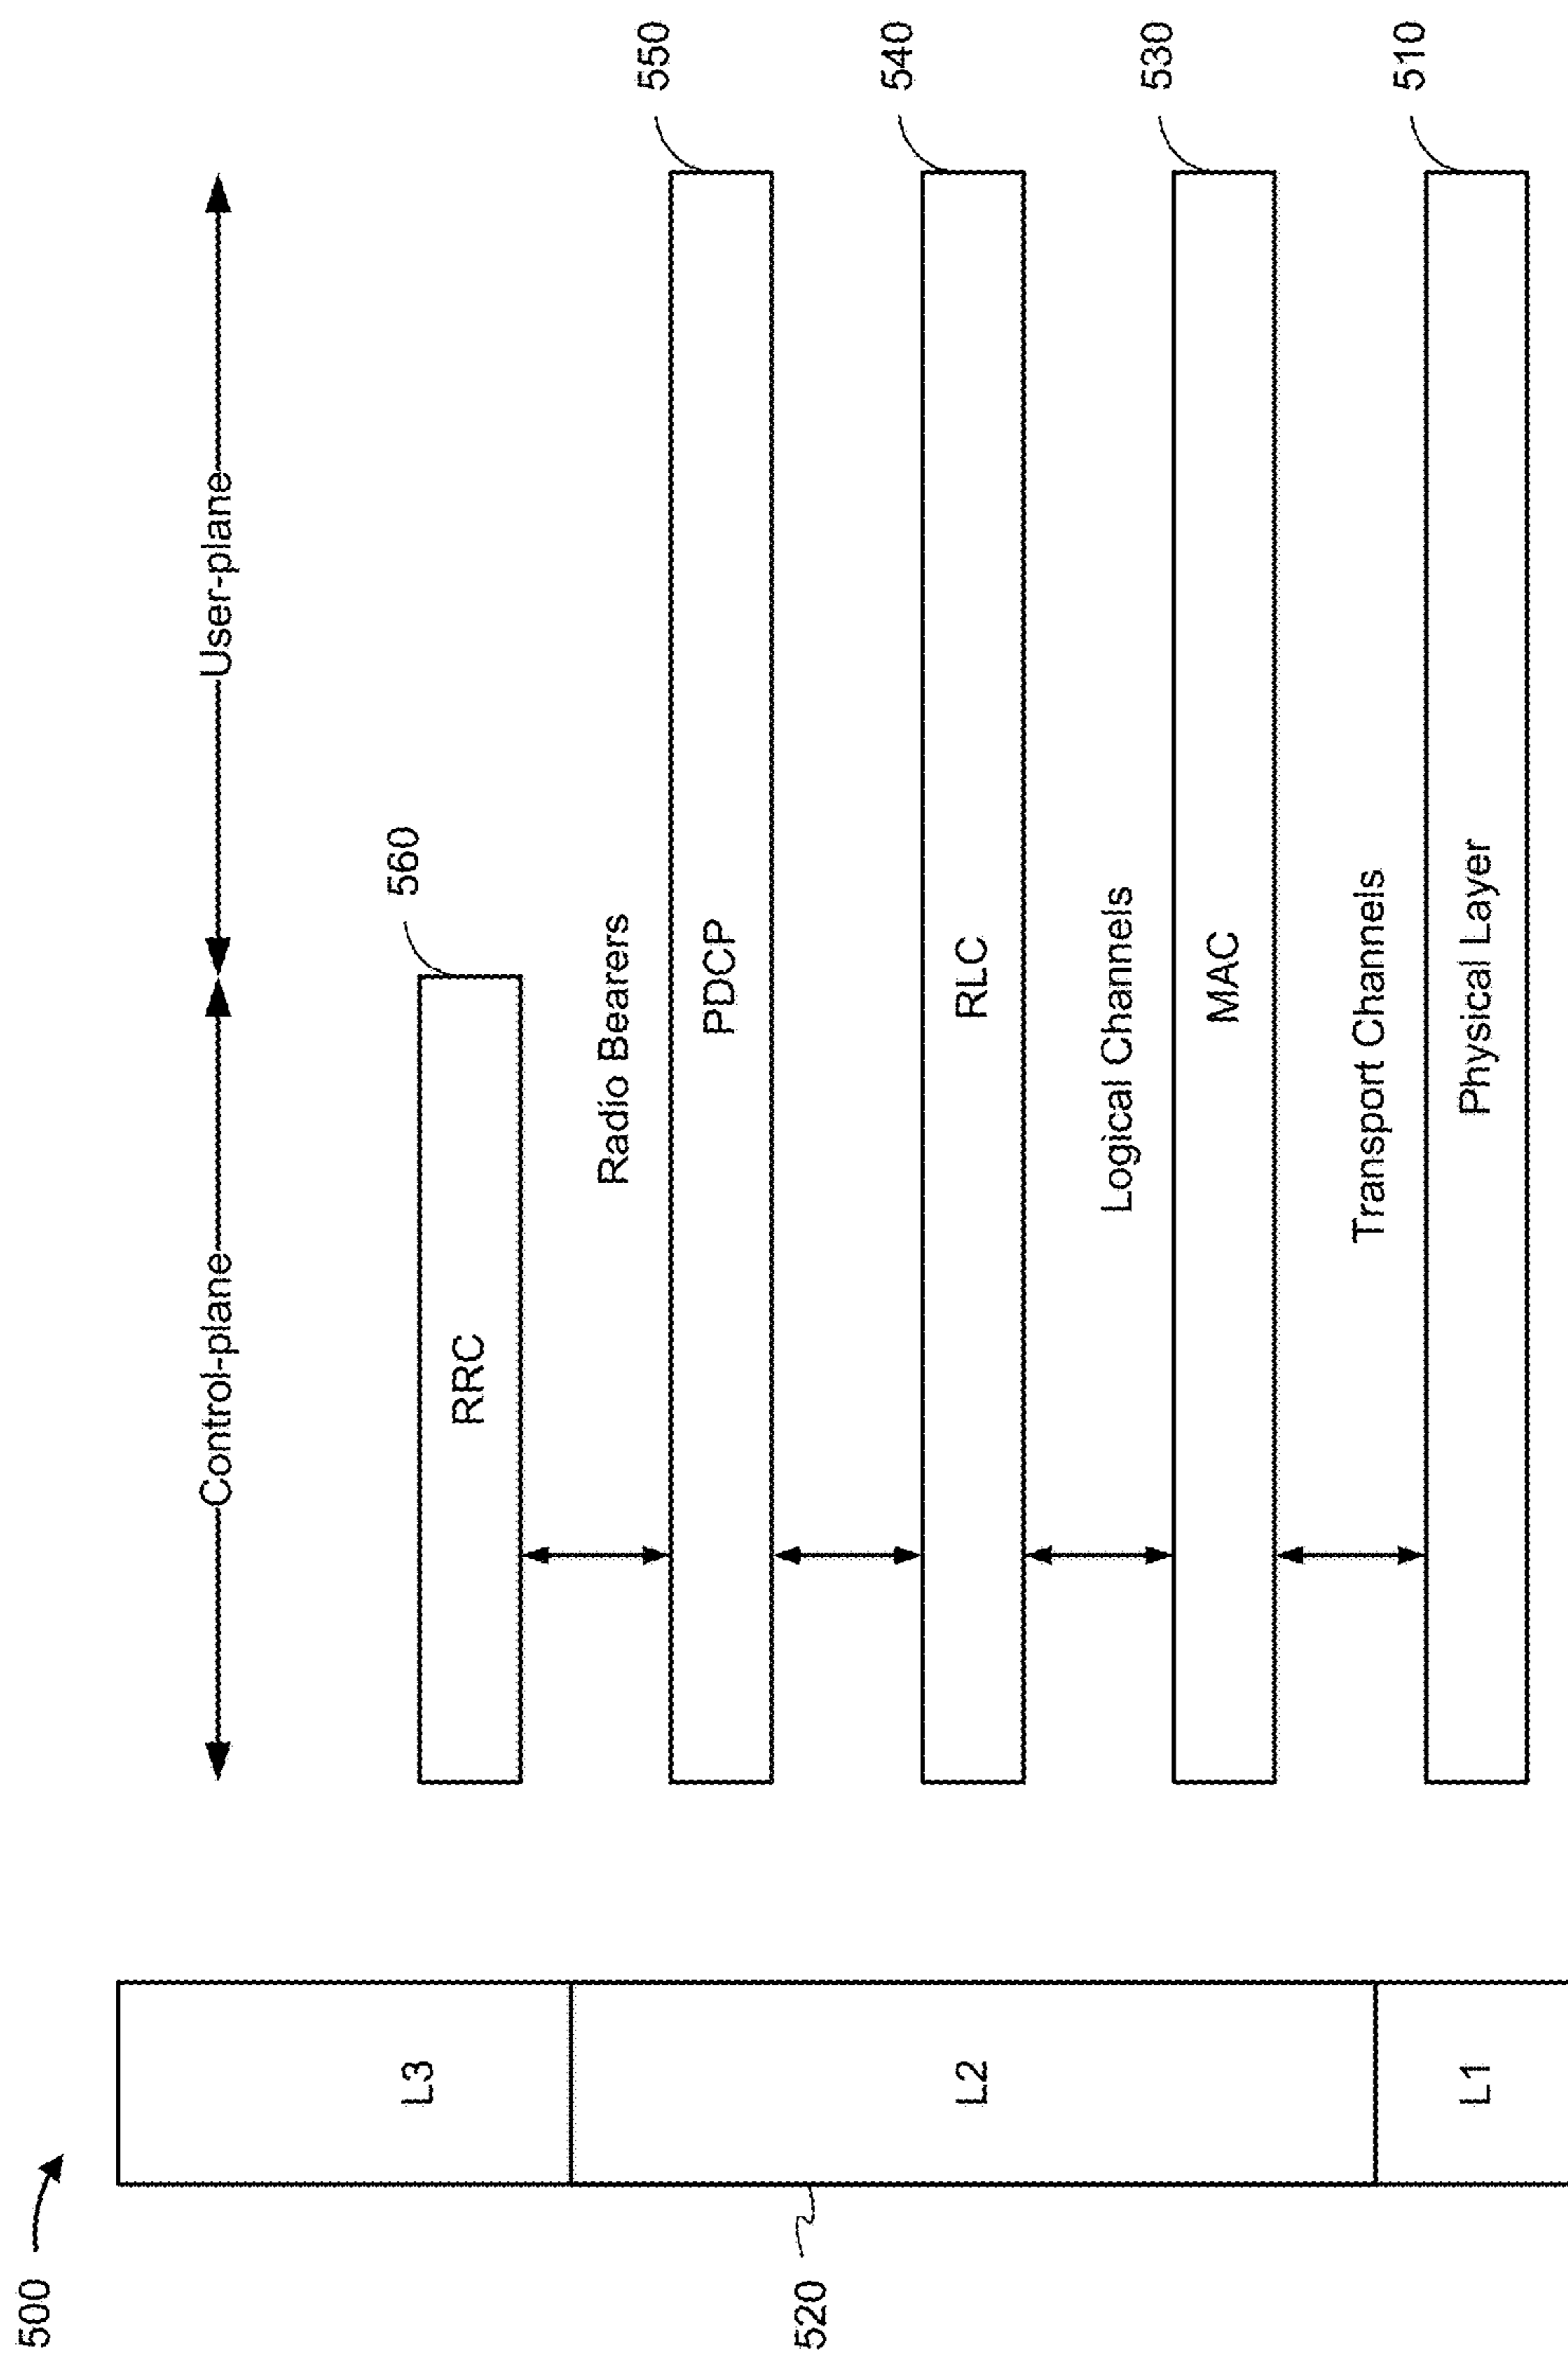 500
Control-plane
User-plane
L3
RRC
560
Radio Bearers
550
520
L2
PDCP
540
RLC
Logical Channels
530
MAC
Transport Channels
510
L1
Physical Layer